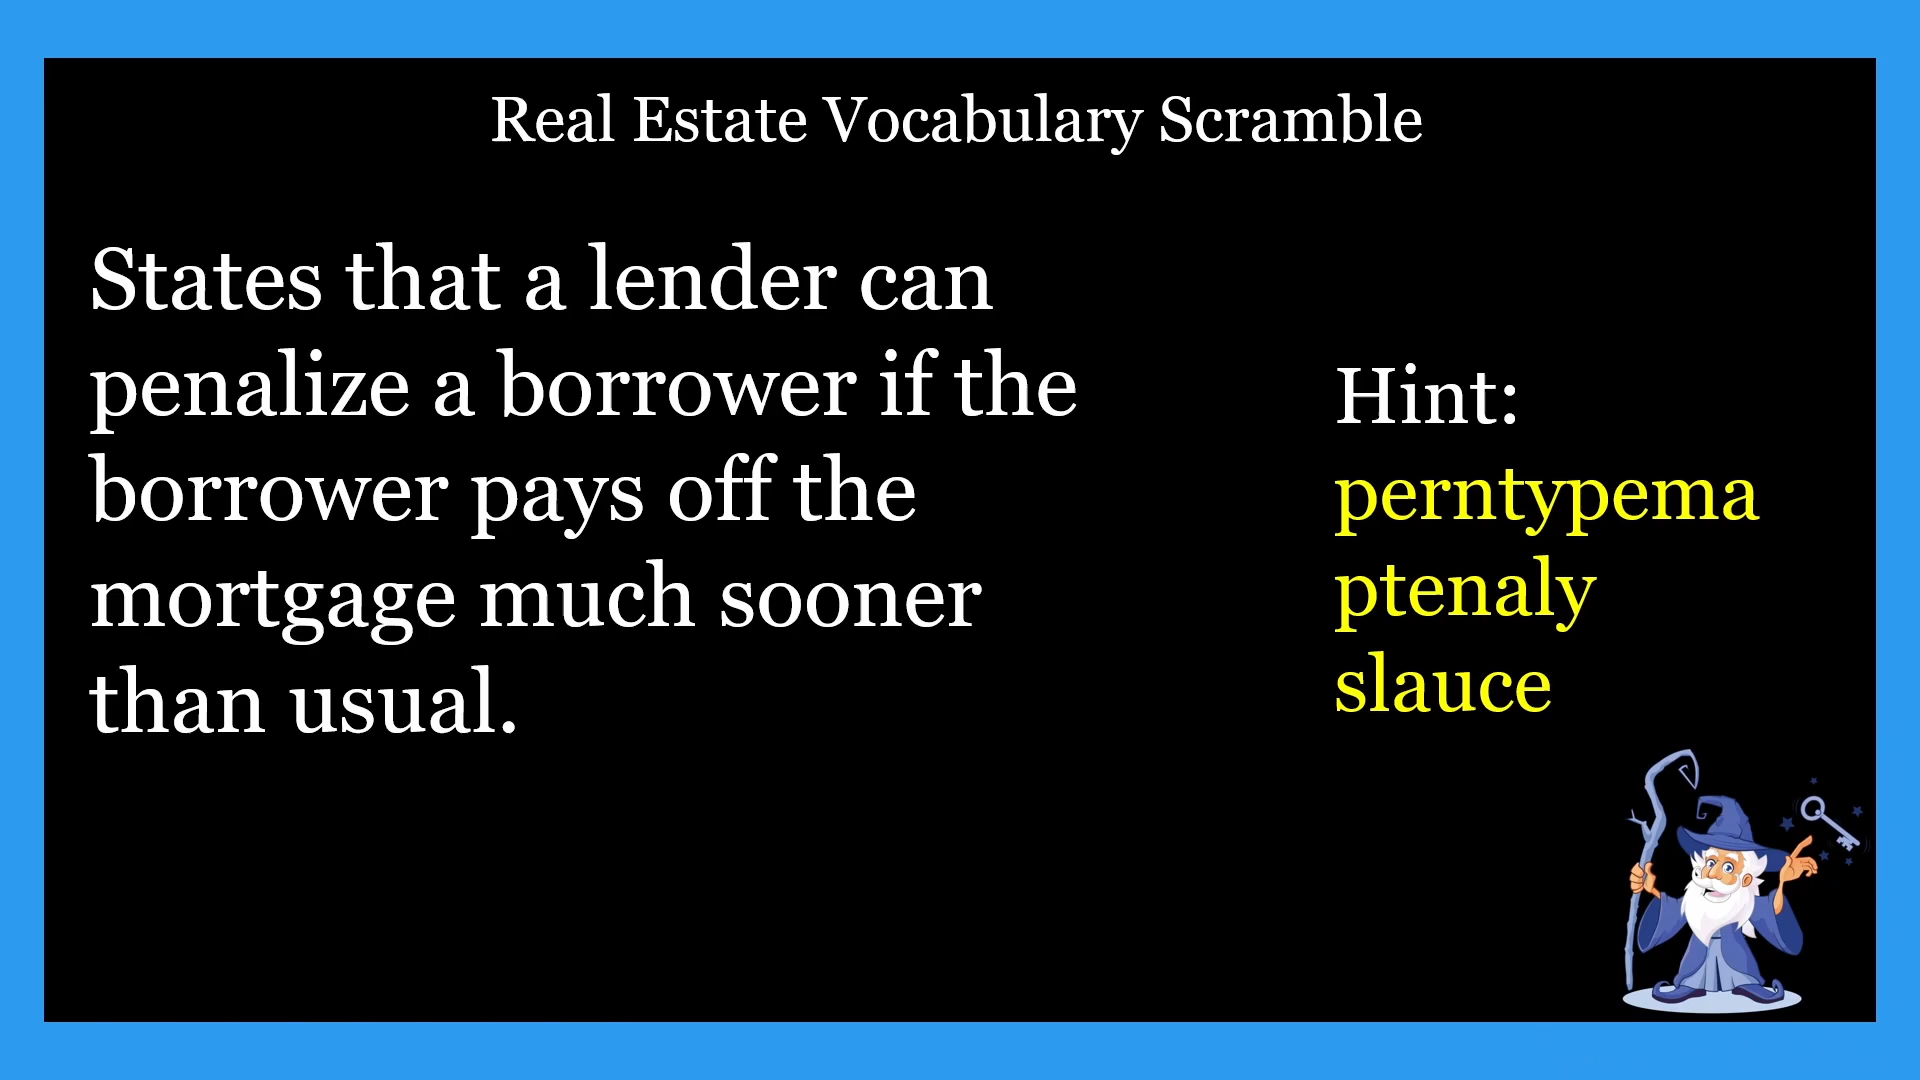 Real Estate Vocabulary Scramble
States that a lender can
penalize a borrower if the
borrower pays off the
mortgage much sooner
than usual.
Hint:
perntypema
ptenaly
slauce